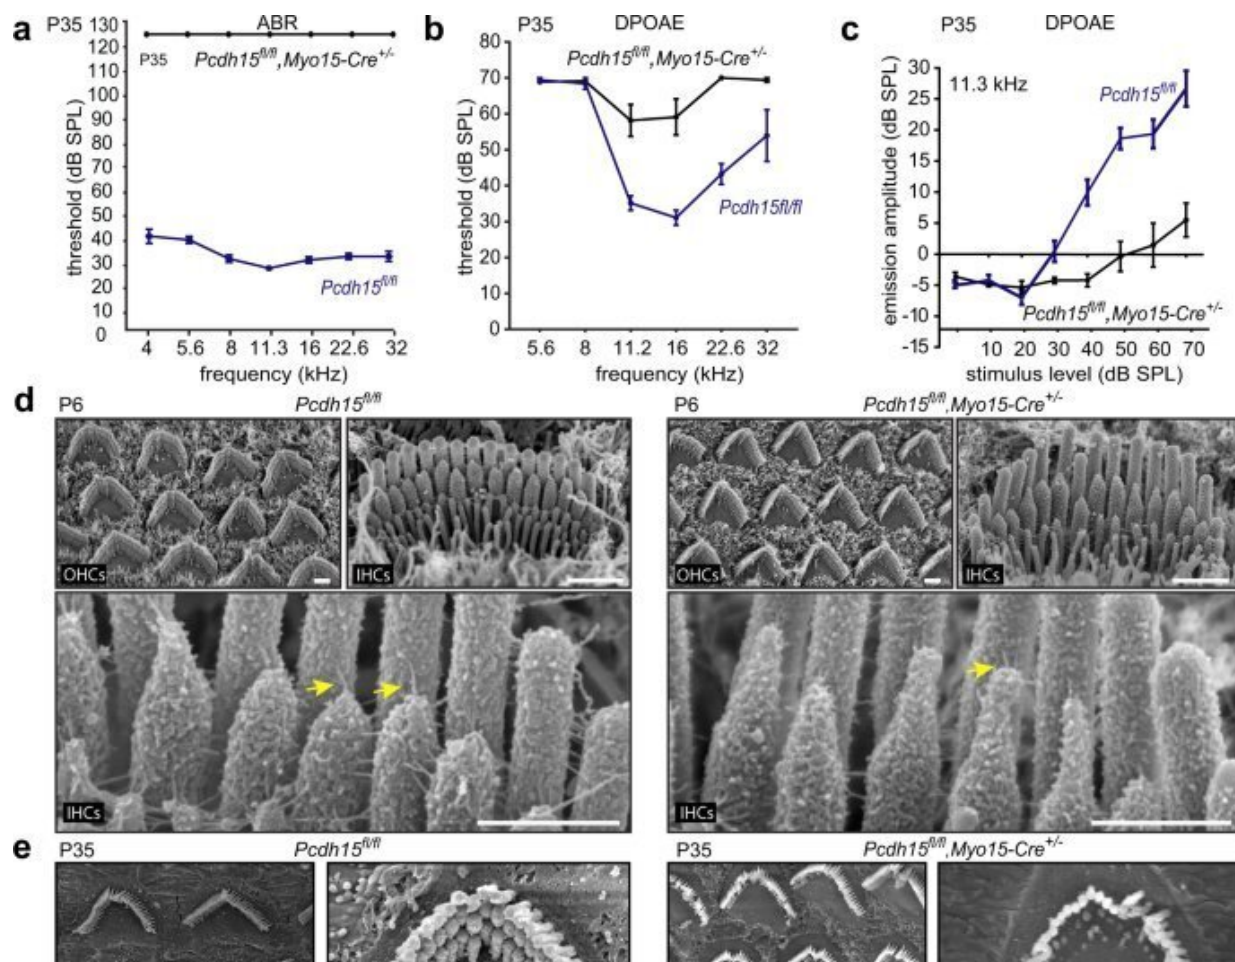 a P35 ABR
130
120
110
100
90
80
70
60
50
40
30
20
10
0
threshold (dB SPL)
P35 Pcdh15fl/fl,Myo15-Cre+/-
Pcdh15fl/fl
4 5.6 8 11.3 16 22.6 32
frequency (kHz)
b P35 DPOAE
80
70
60
50
40
30
20
10
0
threshold (dB SPL)
Pcdh15fl/fl,Myo15-Cre+/-
Pcdh15fl/fl
5.6 8 11.2 16 22.6 32
frequency (kHz)
c P35 DPOAE
30
25
20
15
10
5
0
-5
-10
-15
emission amplitude (dB SPL)
11.3 kHz
Pcdh15fl/fl
Pcdh15fl/fl,Myo15-Cre+/-
10 20 30 40 50 60 70
stimulus level (dB SPL)
d P6 Pcdh15fl/fl
OHCs
IHCs
IHCs
P6 Pcdh15fl/fl,Myo15-Cre+/-
OHCs
IHCs
IHCs
e P35 Pcdh15fl/fl
P35 Pcdh15fl/fl,Myo15-Cre+/-